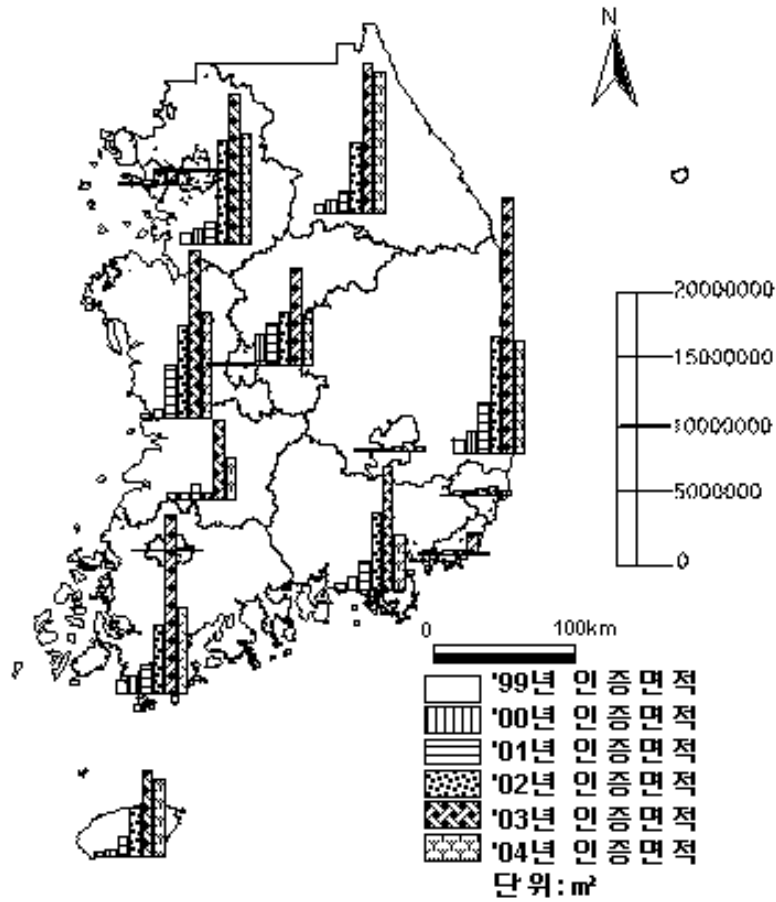 N
20000000
15000000
10000000
5000000
0
0 100km
'99년 인증면적
'00년 인증면적
'01년 인증면적
'02년 인증면적
'03년 인증면적
'04년 인증면적
단위:㎡